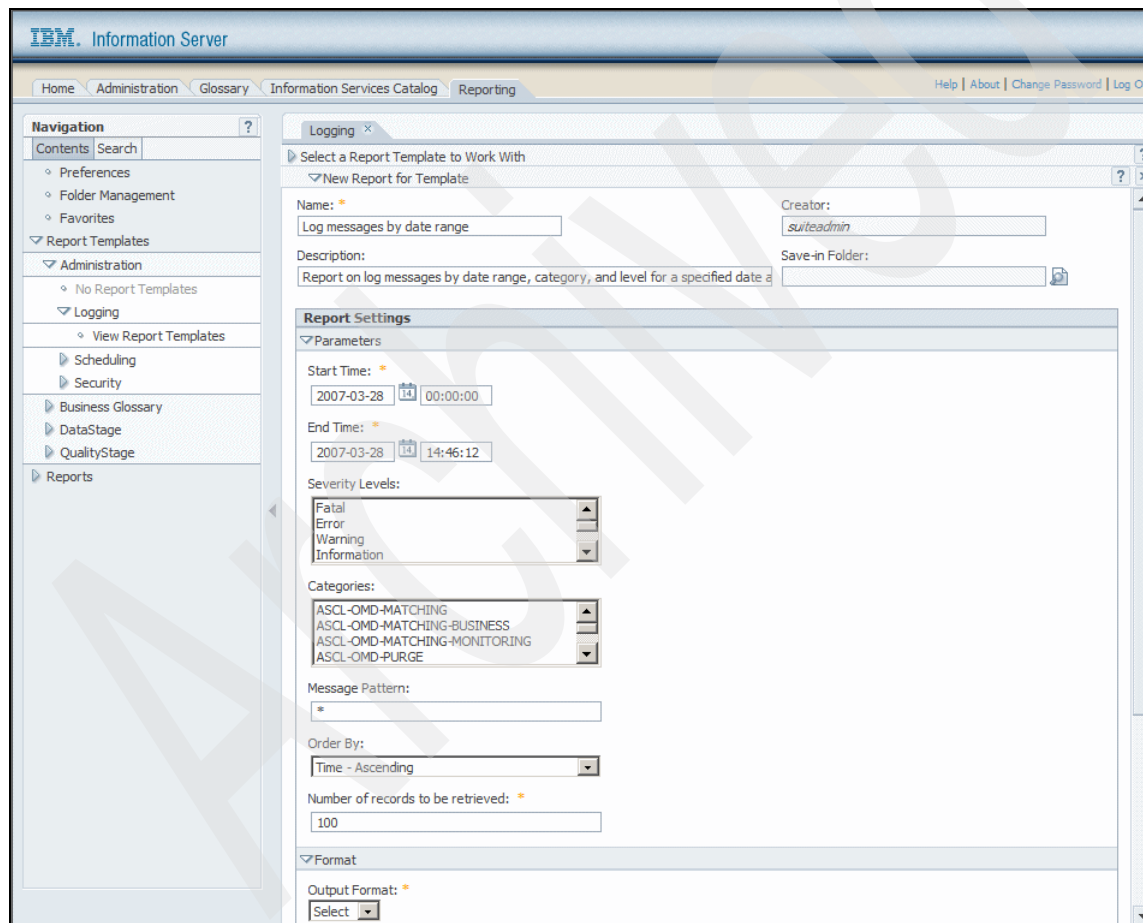 IBM. Information Server
Home Administration Glossary Information Services Catalog Reporting
Help | About | Change Password | Log O
Navigation ?
Contents Search
Preferences
Folder Management
Favorites
Report Templates
Administration
No Report Templates
Logging
View Report Templates
Scheduling
Security
Business Glossary
DataStage
QualityStage
Reports
Logging ×
Select a Report Template to Work With
New Report for Template ?
Name: *
Log messages by date range
Creator:
suiteadmin
Description:
Report on log messages by date range, category, and level for a specified date a
Save-in Folder:
Report Settings
Parameters
Start Time: *
2007-03-28 14 00:00:00
End Time: *
2007-03-28 14 14:46:12
Severity Levels:
Fatal
Error
Warning
Information
Categories:
ASCL-OMD-MATCHING
ASCL-OMD-MATCHING-BUSINESS
ASCL-OMD-MATCHING-MONITORING
ASCL-OMD-PURGE
Message Pattern:
*
Order By:
Time - Ascending
Number of records to be retrieved: *
100
Format
Output Format: *
Select
Archived